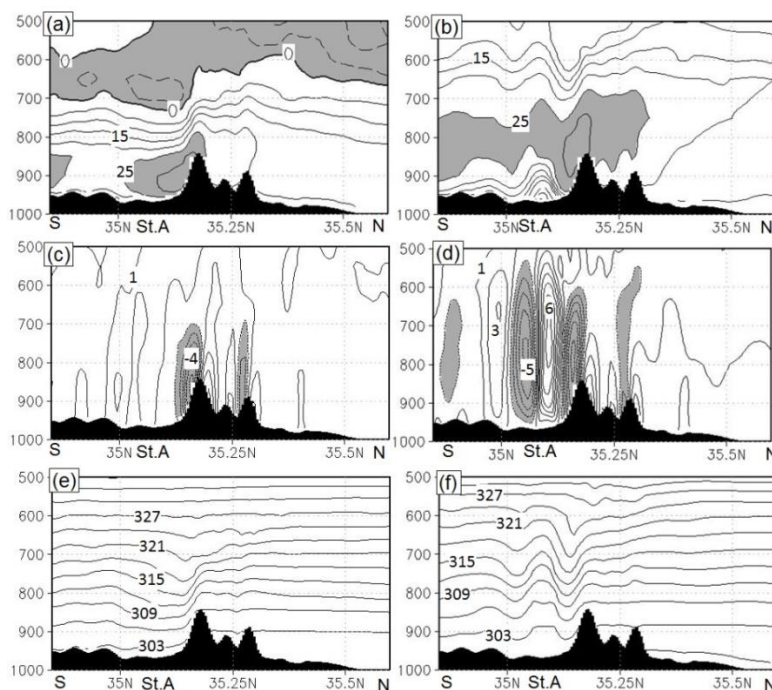 (a)
500
600
700
800
900
1000
0
0
0
0
15
25
S
35N
St.A
35.25N
35.5N
N
(b)
500
600
700
800
900
1000
15
25
S
35N
St.A
35.25N
35.5N
N
(c)
500
600
700
800
900
1000
1
-4
S
35N
St.A
35.25N
35.5N
N
(d)
500
600
700
800
900
1000
1
3
6
-5
S
35N
St.A
35.25N
35.5N
N
(e)
500
600
700
800
900
1000
327
321
315
309
303
S
35N
St.A
35.25N
35.5N
N
(f)
500
600
700
800
900
1000
327
321
315
309
303
S
35N
St.A
35.25N
35.5N
N